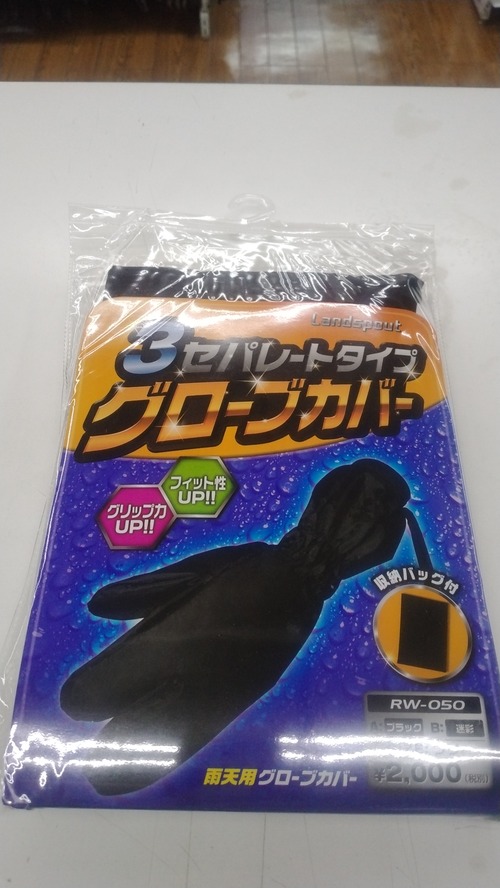 Landspout
3セパレートタイプ
グローブカバー
フィット性
UP!!
グリップ力
UP!!
収納バッグ付
RW-050
ブラック B: 迷彩
¥2,000(税別)
雨天用グローブカバー